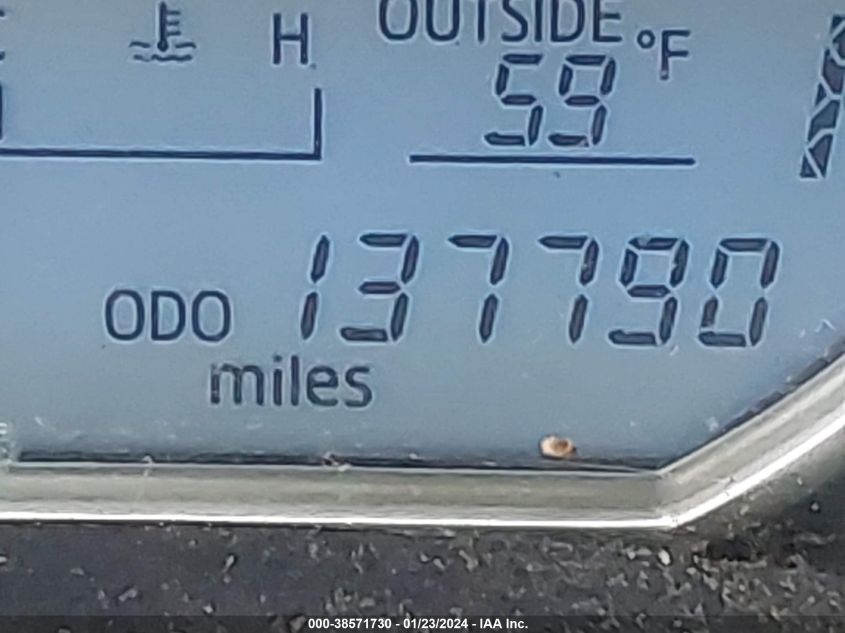 H
OUTSIDE
59 °F
ODO 137790
miles
000-38571730 - 01/23/2024 - IAA Inc.